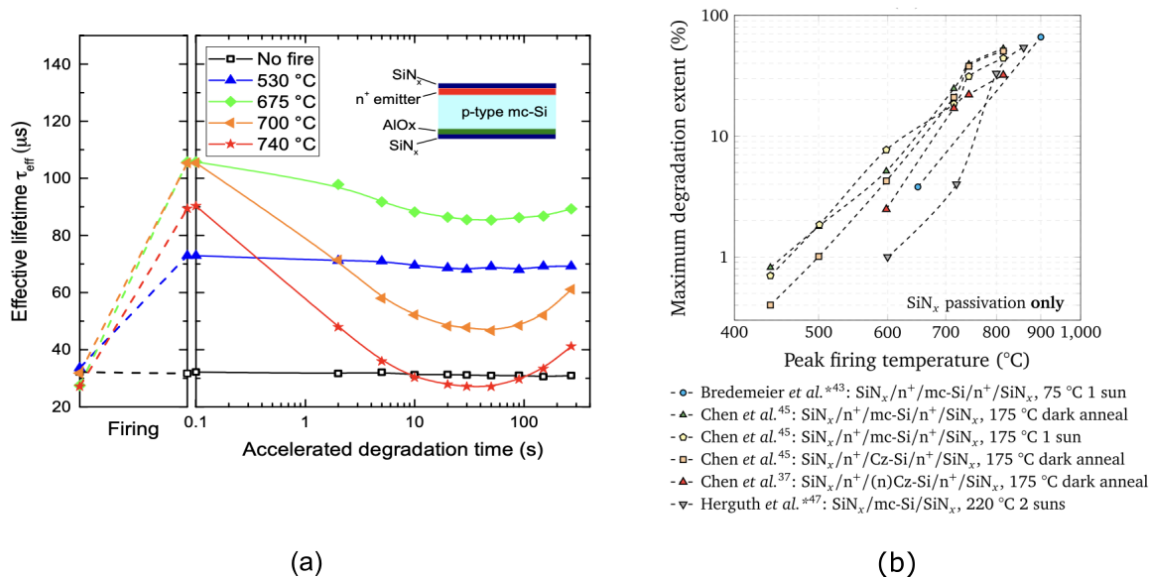 150
140
120
100
80
60
40
20
Effective lifetime τeff (µs)
No fire
530 °C
675 °C
700 °C
740 °C
SiNx
n+ emitter
p-type mc-Si
AlOx
SiNx
Firing
0.1 1 10 100
Accelerated degradation time (s)
(a)
100
10
1
Maximum degradation extent (%)
SiNx passivation only
400 500 600 700 800 900 1,000
Peak firing temperature (°C)
Bredemeier et al.*43: SiNx/n+/mc-Si/n+/SiNx, 75 °C 1 sun
Chen et al.45: SiNx/n+/mc-Si/n+/SiNx, 175 °C dark anneal
Chen et al.45: SiNx/n+/mc-Si/n+/SiNx, 175 °C 1 sun
Chen et al.45: SiNx/n+/Cz-Si/n+/SiNx, 175 °C dark anneal
Chen et al.37: SiNx/n+/(n)Cz-Si/n+/SiNx, 175 °C dark anneal
Herguth et al.*47: SiNx/mc-Si/SiNx, 220 °C 2 suns
(b)